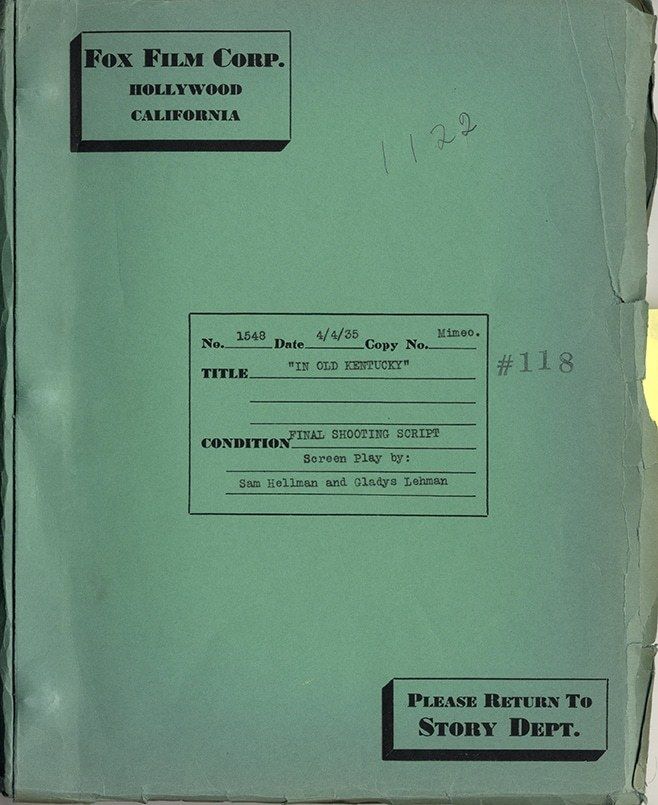 FOX FILM CORP.
HOLLYWOOD
CALIFORNIA
1122
No. 1548 Date 4/4/35 Copy No. Mimeo.
TITLE "IN OLD KENTUCKY"
#118
CONDITION FINAL SHOOTING SCRIPT
Screen Play by:
Sam Hellman and Gladys Lehman
PLEASE RETURN TO
STORY DEPT.